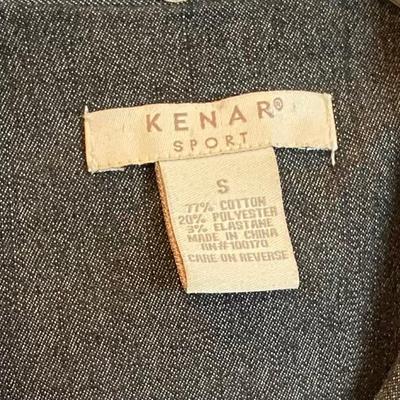 KENAR®
SPORT
S
77% COTTON
20% POLYESTER
3% ELASTANE
MADE IN CHINA
RN#100170
CARE ON REVERSE